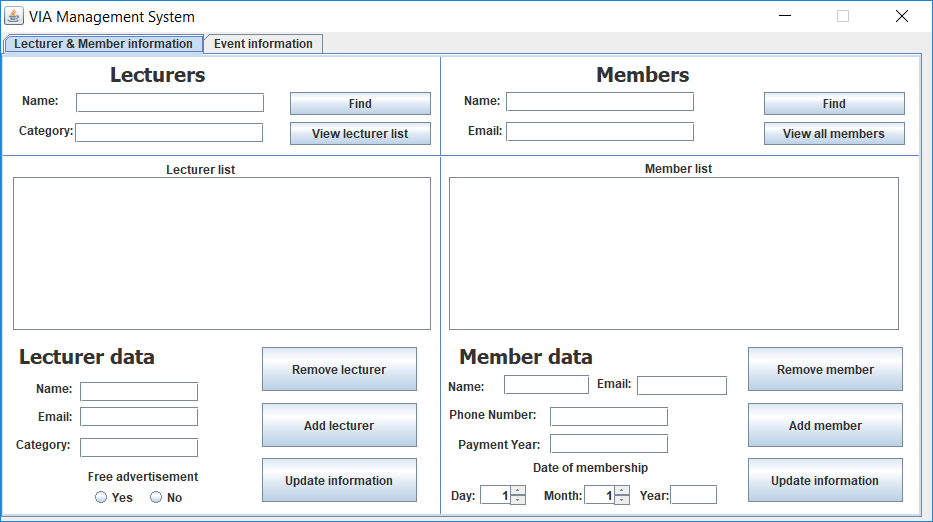 VIA Management System
Lecturer & Member information
Event information
Lecturers
Name:
Find
Category:
View lecturer list
Members
Name:
Find
Email:
View all members
Lecturer list
Member list
Lecturer data
Name:
Email:
Category:
Free advertisement
Yes No
Remove lecturer
Add lecturer
Update information
Member data
Name: Email:
Phone Number:
Payment Year:
Date of membership
Day: 1 Month: 1 Year:
Remove member
Add member
Update information